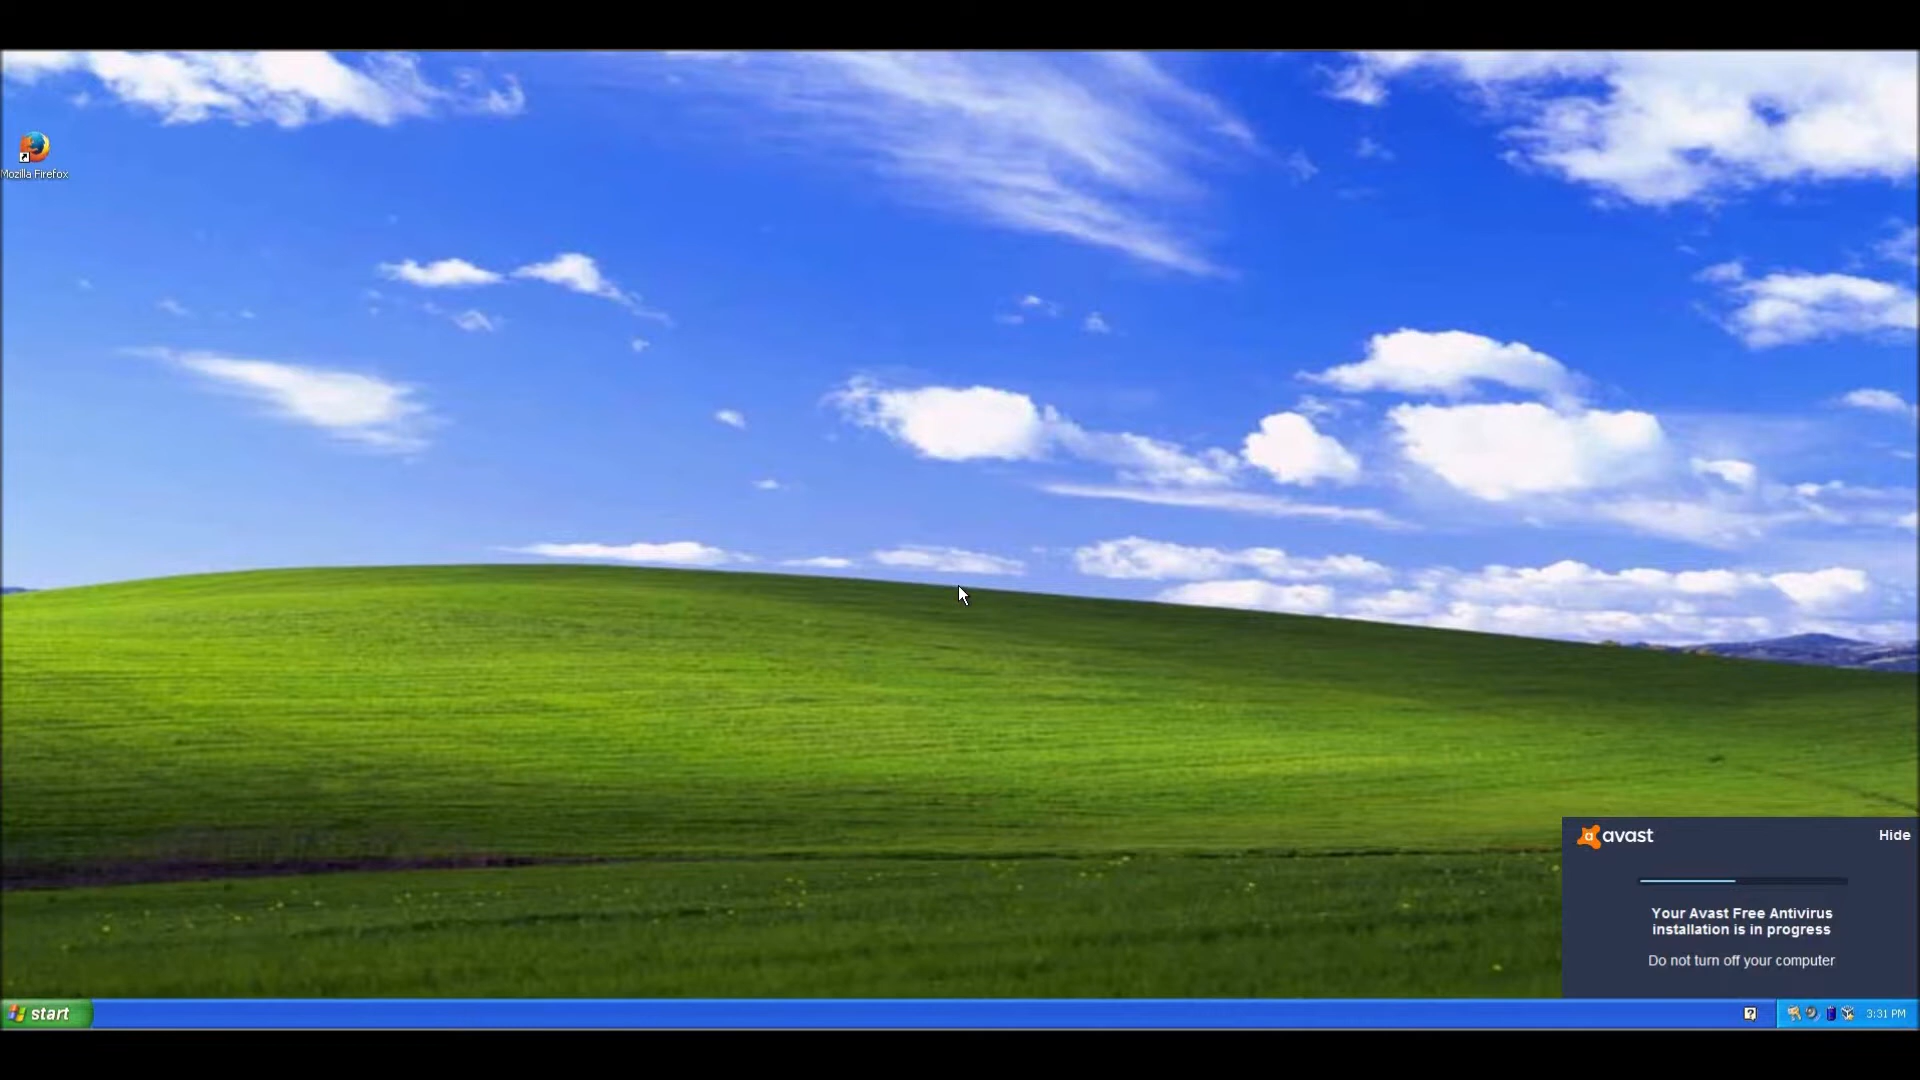 Mozilla Firefox
avast
Hide
Your Avast Free Antivirus
installation is in progress
Do not turn off your computer
start
3:31 PM